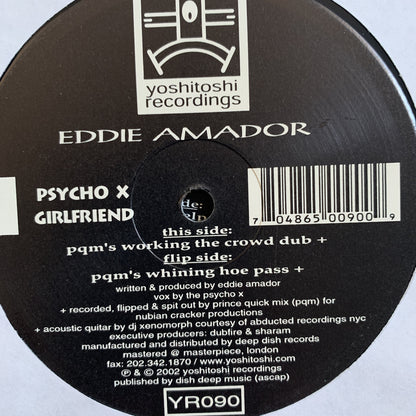 yoshitoshi
recordings
EDDIE AMADOR
PSYCHO X
GIRLFRIEND
7 04865 00900 9
this side:
pqm's working the crowd dub +
flip side:
pqm's whining hoe pass +
written & produced by eddie amador
vox by the psycho x
+ recorded, flipped & spit out by prince quick mix (pqm) for
nubian cracker productions
+ acoustic quitar by dj xenomorph courtesy of abducted recordings nyc
executive producers: dubfire & sharam
manufactured and distributed by deep dish records
mastered @ masterpiece, london
fax: 202.342.1870 / www.yoshitoshi.com
℗ & © 2002 yoshitoshi recordings
published by dish deep music (ascap)
YR090